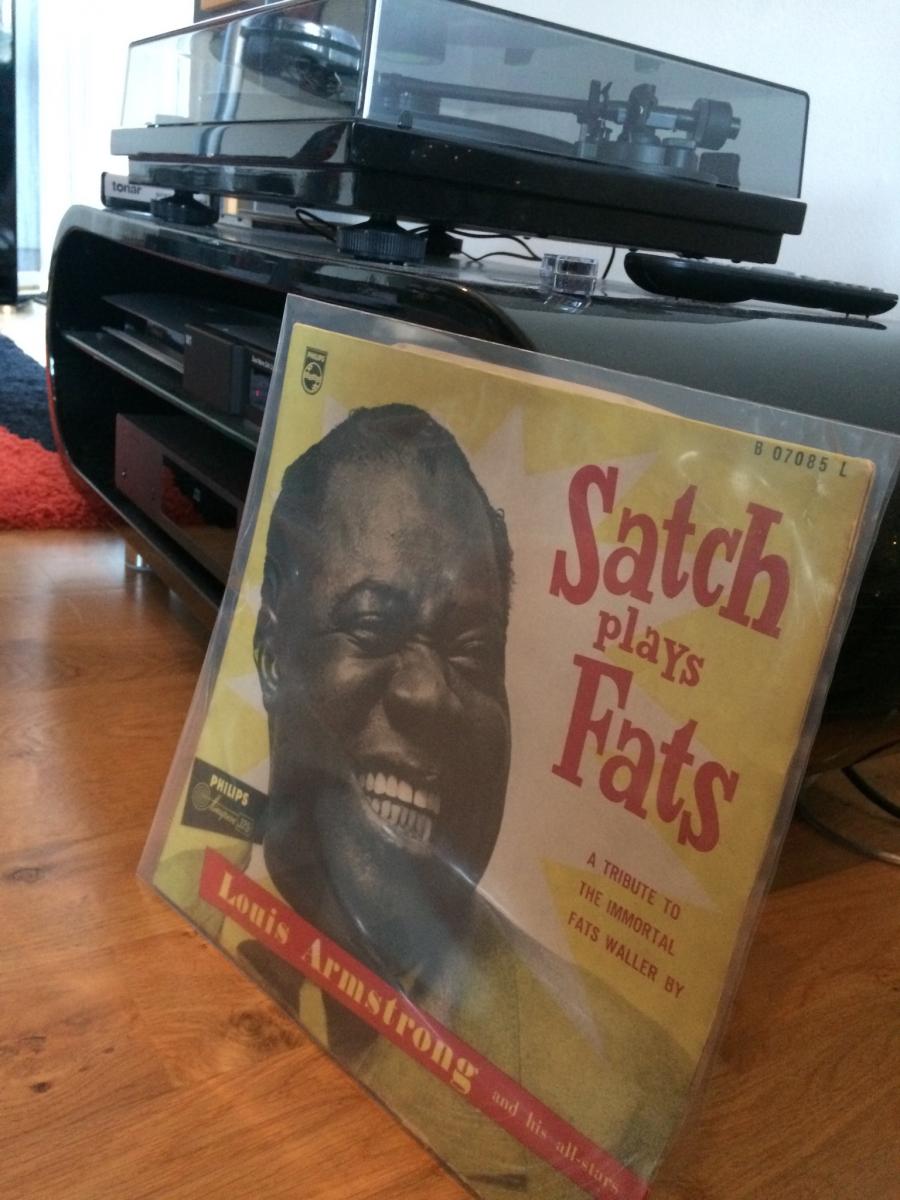 tonar
PHILIPS
B 07085 L
Satch
plays
Fats
A TRIBUTE TO
THE IMMORTAL
FATS WALLER BY
PHILIPS
Louis Armstrong and his all-stars